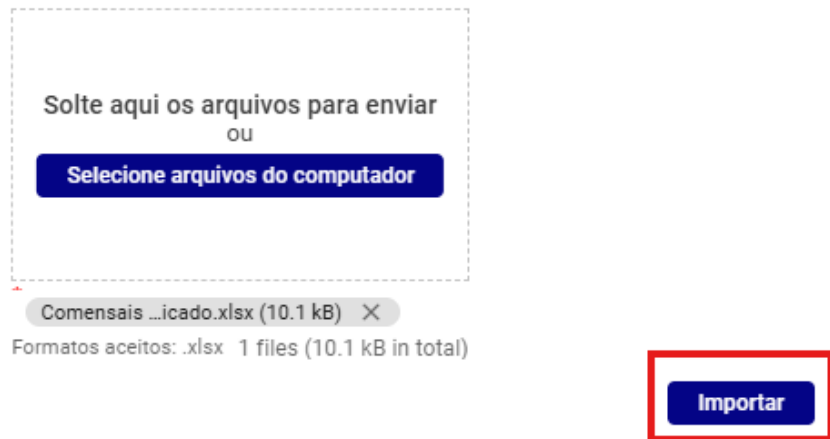 Solte aqui os arquivos para enviar
ou
Selecione arquivos do computador
*
Comensais ...icado.xlsx (10.1 kB) ×
Formatos aceitos: .xlsx 1 files (10.1 kB in total)
Importar